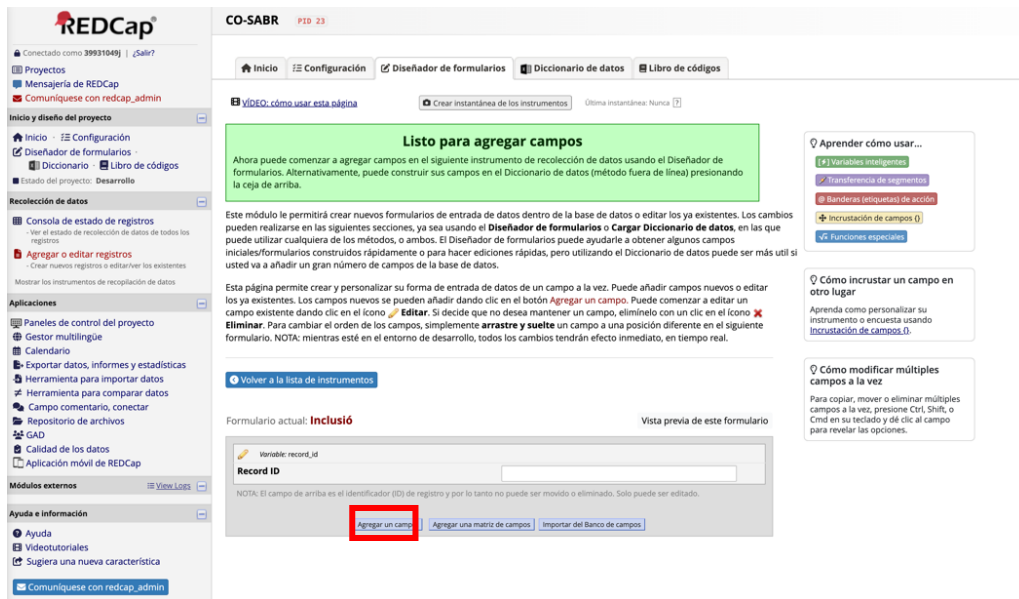 REDCap®
Conectado como 39931049j | ¿Salir?
Proyectos
Mensajería de REDCap
Comuníquese con redcap_admin
Inicio y diseño del proyecto
Inicio · Configuración
Diseñador de formularios ·
Diccionario · Libro de códigos
Estado del proyecto: Desarrollo
Recolección de datos
Consola de estado de registros
- Ver el estado de recolección de datos de todos los
registros
Agregar o editar registros
- Crear nuevos registros o editar/ver los existentes
Mostrar los instrumentos de recopilación de datos
Aplicaciones
Paneles de control del proyecto
Gestor multilingüe
Calendario
Exportar datos, informes y estadísticas
Herramienta para importar datos
Herramienta para comparar datos
Campo comentario, conectar
Repositorio de archivos
GAD
Calidad de los datos
Aplicación móvil de REDCap
Módulos externos View Logs
Ayuda e información
Ayuda
Videotutoriales
Sugiera una nueva característica
Comuníquese con redcap_admin
CO-SABR PID 23
Inicio Configuración Diseñador de formularios Diccionario de datos Libro de códigos
VÍDEO: cómo usar esta página Crear instantánea de los instrumentos Última instantánea: Nunca ?
Listo para agregar campos
Ahora puede comenzar a agregar campos en el siguiente instrumento de recolección de datos usando el Diseñador de
formularios. Alternativamente, puede construir sus campos en el Diccionario de datos (método fuera de línea) presionando
la ceja de arriba.
Este módulo le permitirá crear nuevos formularios de entrada de datos dentro de la base de datos o editar los ya existentes. Los cambios
pueden realizarse en las siguientes secciones, ya sea usando el Diseñador de formularios o Cargar Diccionario de datos, en las que
puede utilizar cualquiera de los métodos, o ambos. El Diseñador de formularios puede ayudarle a obtener algunos campos
iniciales/formularios construidos rápidamente o para hacer ediciones rápidas, pero utilizando el Diccionario de datos puede ser más util si
usted va a añadir un gran número de campos de la base de datos.
Esta página permite crear y personalizar su forma de entrada de datos de un campo a la vez. Puede añadir campos nuevos o editar
los ya existentes. Los campos nuevos se pueden añadir dando clic en el botón Agregar un campo. Puede comenzar a editar un
campo existente dando clic en el ícono Editar. Si decide que no desea mantener un campo, elimínelo con un clic en el ícono
Eliminar. Para cambiar el orden de los campos, simplemente arrastre y suelte un campo a una posición diferente en el siguiente
formulario. NOTA: mientras esté en el entorno de desarrollo, todos los cambios tendrán efecto inmediato, en tiempo real.
Volver a la lista de instrumentos
Formulario actual: Inclusió Vista previa de este formulario
Variable: record_id
Record ID
NOTA: El campo de arriba es el identificador (ID) de registro y por lo tanto no puede ser movido o eliminado. Solo puede ser editado.
Agregar un camp Agregar una matriz de campos Importar del Banco de campos
Aprender cómo usar...
[⚡] Variables inteligentes
Transferencia de segmentos
@ Banderas (etiquetas) de acción
Incrustación de campos {}
Funciones especiales
Cómo incrustar un campo en
otro lugar
Aprenda como personalizar su
instrumento o encuesta usando
Incrustación de campos {}.
Cómo modificar múltiples
campos a la vez
Para copiar, mover o eliminar múltiples
campos a la vez, presione Ctrl, Shift, o
Cmd en su teclado y dé clic al campo
para revelar las opciones.